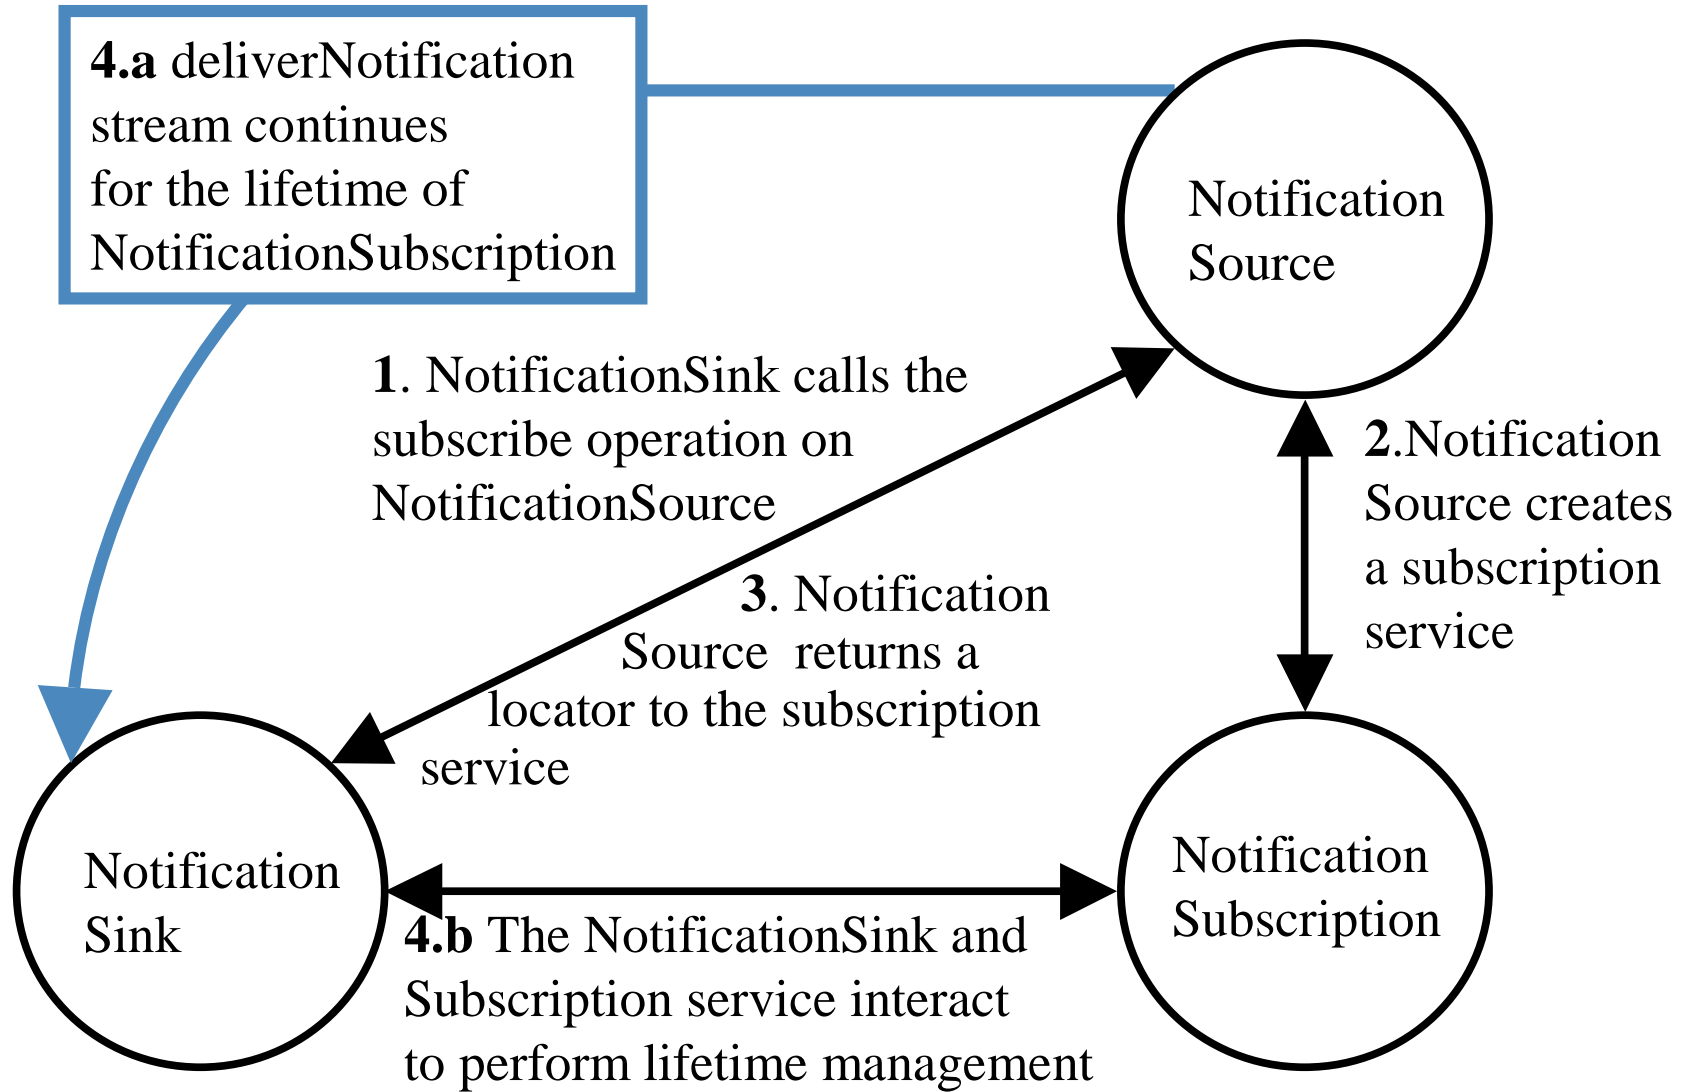 4.a deliverNotification
stream continues
for the lifetime of
NotificationSubscription
Notification
Source
1. NotificationSink calls the
subscribe operation on
NotificationSource
2.Notification
Source creates
a subscription
service
3. Notification
Source returns a
locator to the subscription
service
Notification
Sink
4.b The NotificationSink and
Subscription service interact
to perform lifetime management
Notification
Subscription